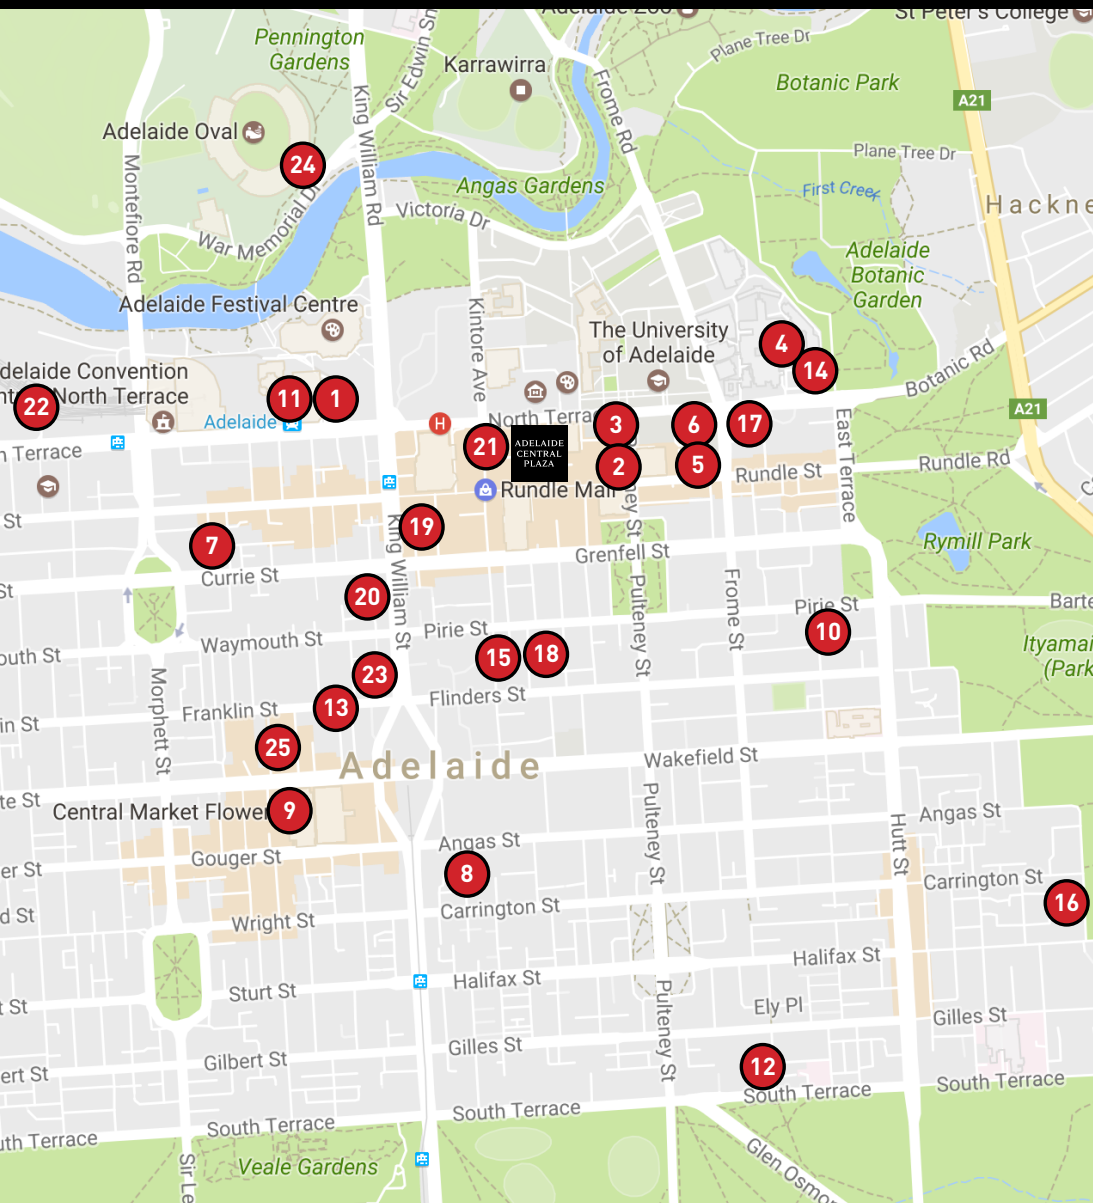 Adelaide Zoo
St Peter's College
Pennington
Gardens
Sir Edwin Sm
Plane Tree Dr
Karrawirra
Botanic Park
King William Rd
Frome Rd
A21
Adelaide Oval
24
Montefiore Rd
Plane Tree Dr
First Creek
Angas Gardens
Hackne
Victoria Dr
War Memorial Dr
Adelaide
Botanic
Garden
Adelaide Festival Centre
Kintore Ave
The University
of Adelaide
4
14
Botanic Rd
delaide Convention
North Terrace
22
11
1
Adelaide
H
North Terrac
3
6
17
A21
East Terrace
n Terrace
21
ADELAIDE
CENTRAL
PLAZA
2
5
Rundle St
Rundle Rd
Rundle Mall
ney St
St
19
King William St
7
Grenfell St
Rymill Park
Currie St
St
20
Pulteney St
Frome St
Pirie St
Barte
10
Waymouth St
Pirie St
outh St
15
18
Ityamai
(Park
23
Morphett St
Flinders St
Franklin St
13
in St
25
Adelaide
Wakefield St
te St
Central Market Flower
9
Pulteney St
Angas St
Hutt St
Angas St
Gouger St
er St
8
Carrington St
16
Carrington St
d St
Wright St
Halifax St
Halifax St
Sturt St
t St
Ely Pl
Pulteney St
Gilles St
Gilles St
Gilbert St
ert St
12
South Terrace
South Terrace
South Terrace
South Terrace
uth Terrace
Veale Gardens
Sir Le
Glen Osmon